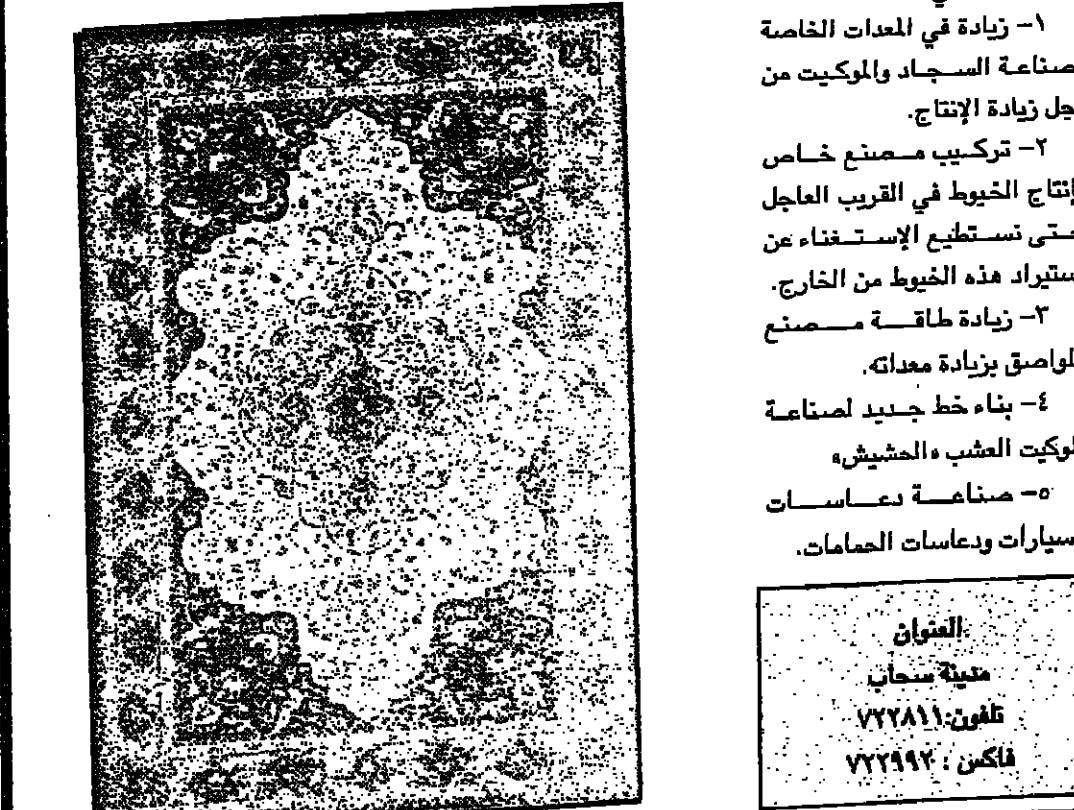 ١– زيادة في المعدات الخاصة
صناعة السجاد والموكيت من
جل زيادة الإنتاج.
٢– تركيب مصنع خاص
إنتاج الخيوط في القريب العاجل
حتى نستطيع الإستغناء عن
ستيراد هذه الخيوط من الخارج.
٣– زيادة طاقة مصنع
لمواصق بزيادة معداته.
٤– بناء خط جديد لصناعة
لموكيت العشب «الحشيش»
٥– صناعة دعاسات
سيارات ودعاسات الحمامات.
العنوان
مدينة سحاب
تلفون: ٧٢٢٨١١
فاكس : ٧٢٢٩٩٢